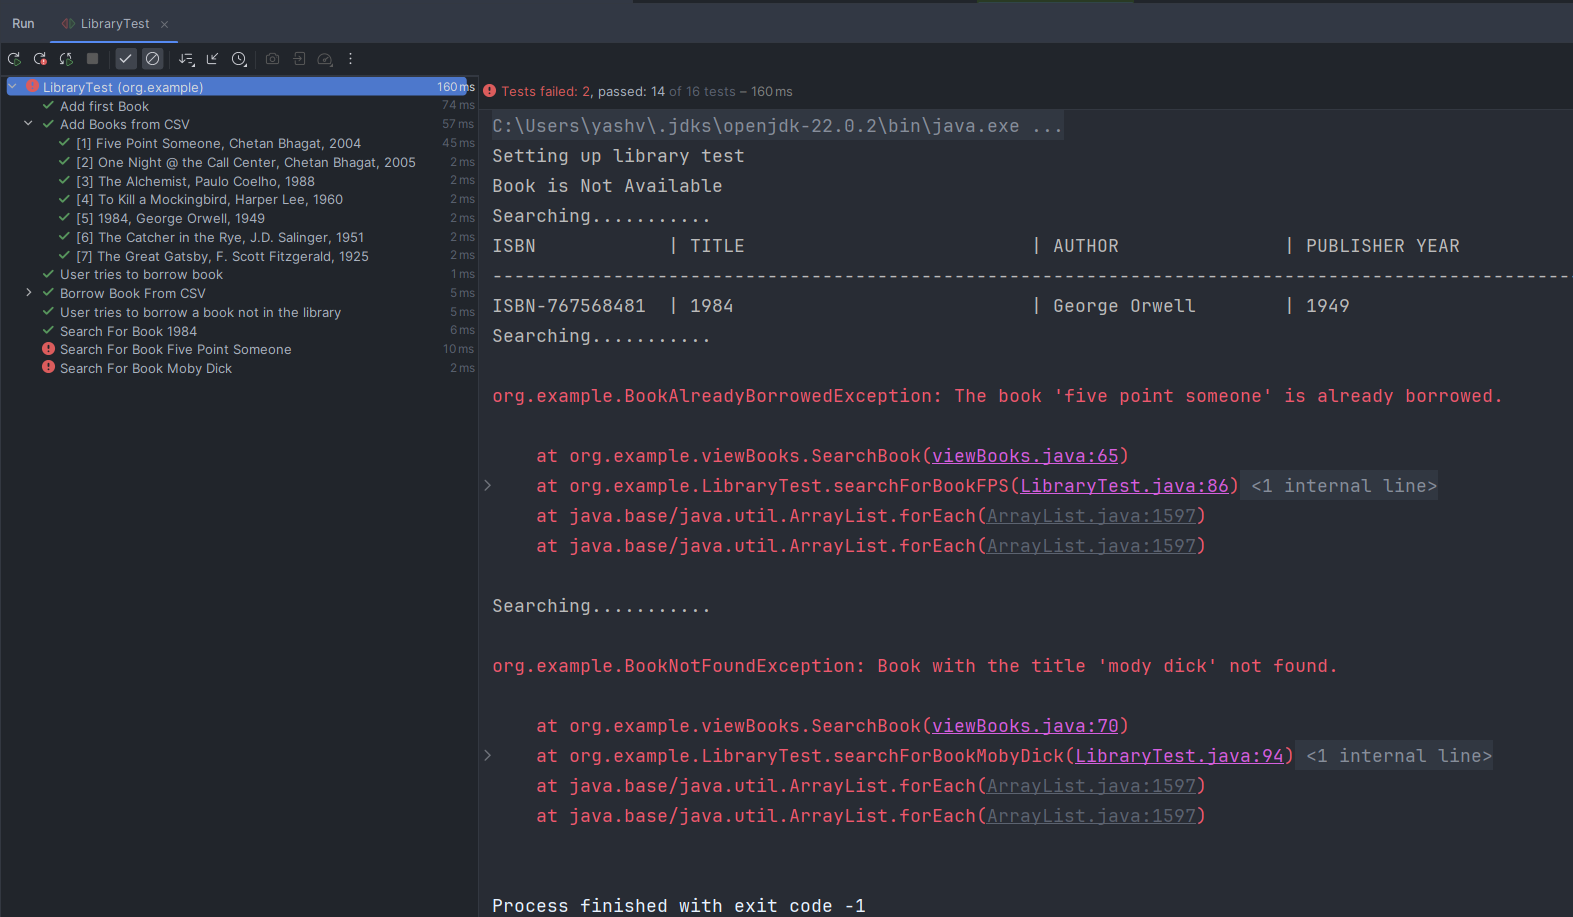 Run LibraryTest
LibraryTest (org.example) 160 ms
Add first Book 74 ms
Add Books from CSV 57 ms
[1] Five Point Someone, Chetan Bhagat, 2004 45 ms
[2] One Night @ the Call Center, Chetan Bhagat, 2005 2 ms
[3] The Alchemist, Paulo Coelho, 1988 2 ms
[4] To Kill a Mockingbird, Harper Lee, 1960 2 ms
[5] 1984, George Orwell, 1949 2 ms
[6] The Catcher in the Rye, J.D. Salinger, 1951 2 ms
[7] The Great Gatsby, F. Scott Fitzgerald, 1925 2 ms
User tries to borrow book 1 ms
Borrow Book From CSV 5 ms
User tries to borrow a book not in the library 5 ms
Search For Book 1984 6 ms
Search For Book Five Point Someone 10 ms
Search For Book Moby Dick 2 ms
Tests failed: 2, passed: 14 of 16 tests – 160 ms
C:\Users\yashv\.jdks\openjdk-22.0.2\bin\java.exe ...
Setting up library test
Book is Not Available
Searching...........
ISBN | TITLE | AUTHOR | PUBLISHER YEAR
---------------------------------------------------------------------------------------------------
ISBN-767568481 | 1984 | George Orwell | 1949
Searching...........
org.example.BookAlreadyBorrowedException: The book 'five point someone' is already borrowed.
at org.example.viewBooks.SearchBook(viewBooks.java:65)
at org.example.LibraryTest.searchForBookFPS(LibraryTest.java:86) <1 internal line>
at java.base/java.util.ArrayList.forEach(ArrayList.java:1597)
at java.base/java.util.ArrayList.forEach(ArrayList.java:1597)
Searching...........
org.example.BookNotFoundException: Book with the title 'mody dick' not found.
at org.example.viewBooks.SearchBook(viewBooks.java:70)
at org.example.LibraryTest.searchForBookMobyDick(LibraryTest.java:94) <1 internal line>
at java.base/java.util.ArrayList.forEach(ArrayList.java:1597)
at java.base/java.util.ArrayList.forEach(ArrayList.java:1597)
Process finished with exit code -1